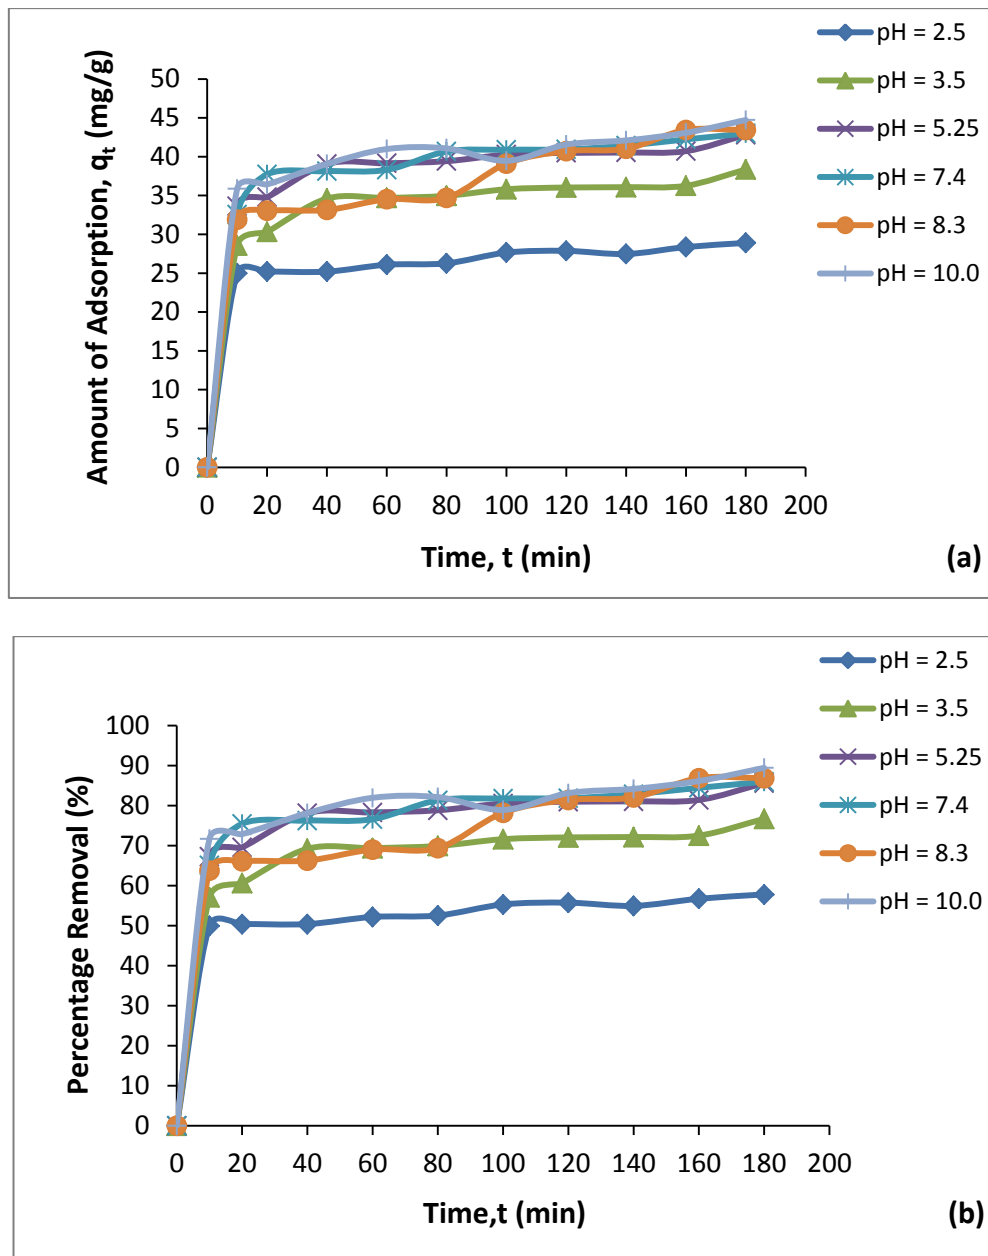 pH = 2.5
pH = 3.5
pH = 5.25
pH = 7.4
pH = 8.3
pH = 10.0
Amount of Adsorption, qt (mg/g)
50
45
40
35
30
25
20
15
10
5
0
0 20 40 60 80 100 120 140 160 180 200
Time, t (min)
(a)
pH = 2.5
pH = 3.5
pH = 5.25
pH = 7.4
pH = 8.3
pH = 10.0
Percentage Removal (%)
100
90
80
70
60
50
40
30
20
10
0
0 20 40 60 80 100 120 140 160 180 200
Time,t (min)
(b)